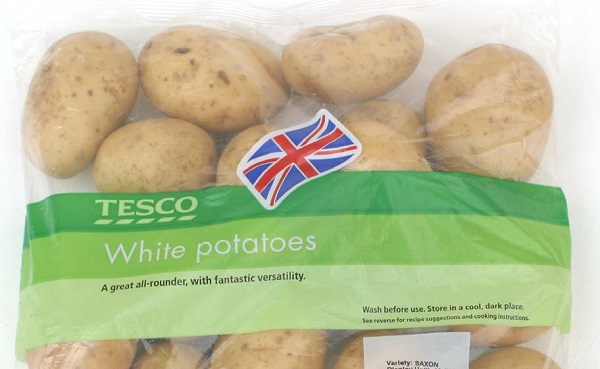 TESCO
White potatoes
A great all-rounder, with fantastic versatility.
Wash before use. Store in a cool, dark place.
See reverse for recipe suggestions and cooking instructions.
Variety: SAXON
Display